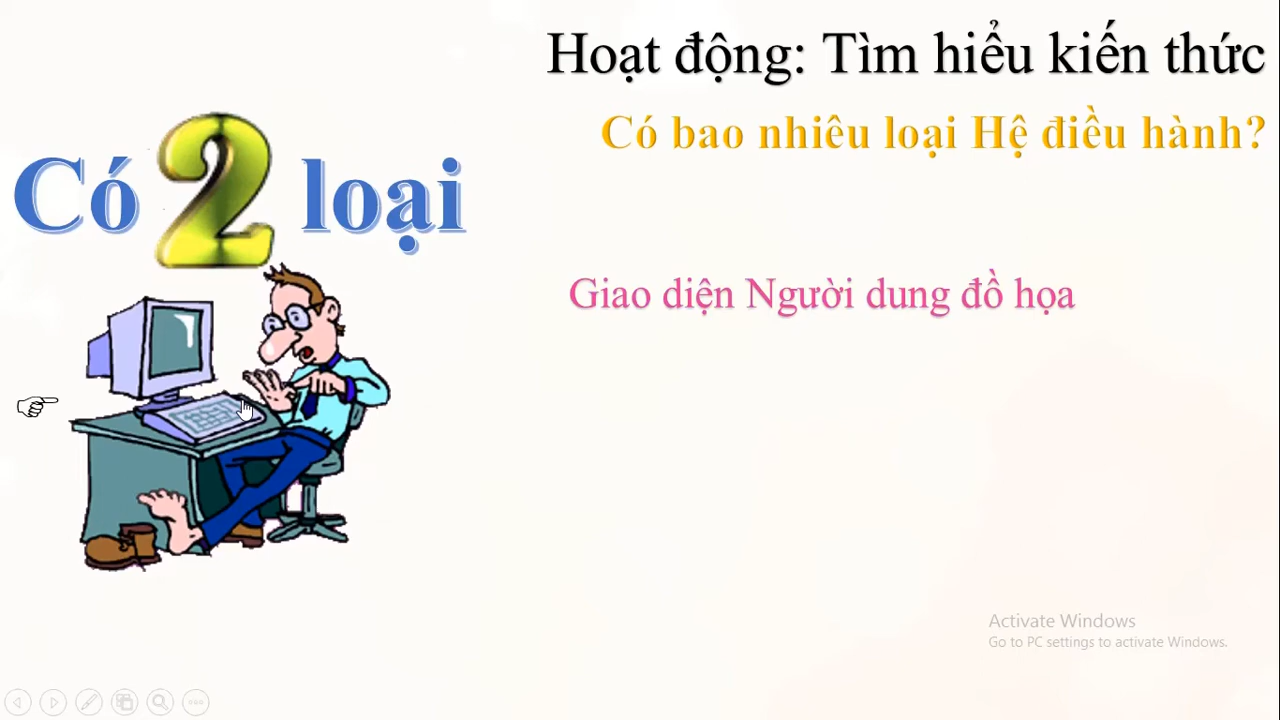 Hoạt động: Tìm hiểu kiến thức
Có bao nhiêu loại Hệ điều hành?
Có 2 loại
Giao diện Người dung đồ họa
Activate Windows
Go to PC settings to activate Windows.